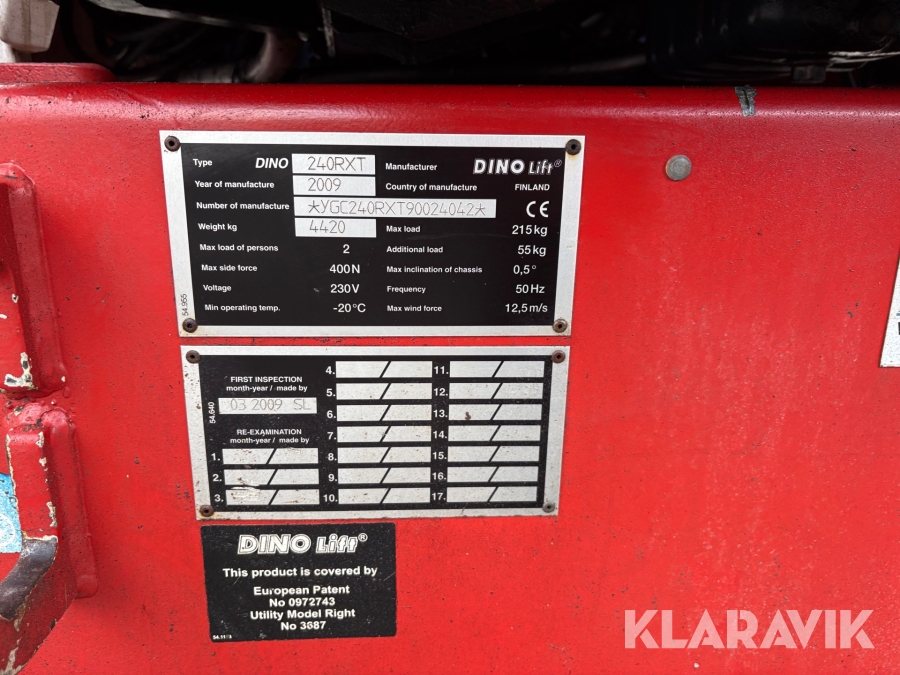 Type DINO 240RXT Manufacturer DINO Lift®
Year of manufacture 2009 Country of manufacture FINLAND
Number of manufacture *YGC240RXT90024042* CE
Weight kg 4420 Max load 215kg
Max load of persons 2 Additional load 55kg
Max side force 400N Max inclination of chassis 0,5°
Voltage 230V Frequency 50Hz
Min operating temp. -20°C Max wind force 12,5m/s
54.955
FIRST INSPECTION
month-year/ made by
03 2009 SL
54.640
RE-EXAMINATION
month-year/ made by
1. /
2. /
3. /
4. /
5. /
6. /
7. /
8. /
9. /
10. /
11. /
12. /
13. /
14. /
15. /
16. /
17. /
DINO Lift®
This product is covered by
European Patent
No 0972743
Utility Model Right
No 3687
KLARAVIK